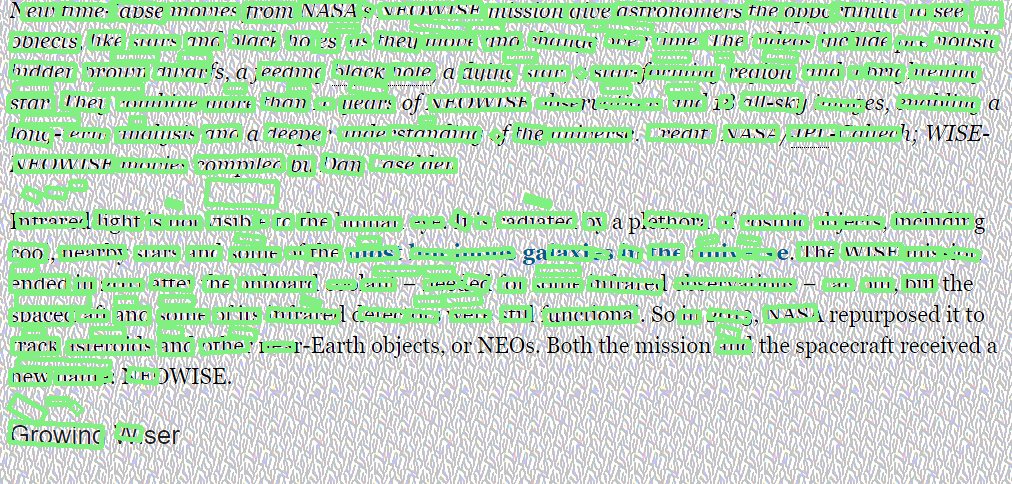 New time-lapse movies from NASA's NEOWISE mission give astronomers the opportunity to see
objects like stars and black holes as they move and change over time. The videos include previously
hidden brown dwarfs, a feeding black hole, a dying star, a star-forming region, and a brightening
star. They combine more than 10 years of NEOWISE observations and 18 all-sky images, enabling a
long-term analysis and a deeper understanding of the universe. Credit: NASA/JPL-Caltech; WISE-
NEOWISE movies compiled by Dan Caselden
Infrared light is not visible to the human eye. It is radiated by a plethora of cosmic objects, including
cool, nearby stars and some of the most luminous galaxies in the universe. The WISE mission
ended in 2011 after the onboard coolant – needed for some infrared observations – ran out, but the
spacecraft and some of its infrared detectors were still functional. So in 2013, NASA repurposed it to
track asteroids and other near-Earth objects, or NEOs. Both the mission and the spacecraft received a
new name: NEOWISE.
Growing Wiser